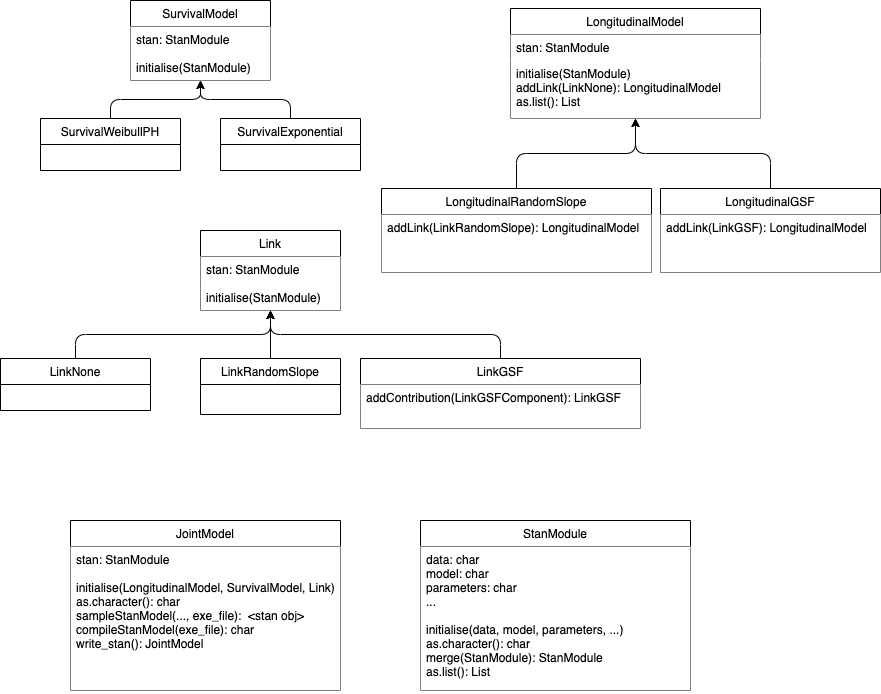 SurvivalModel
stan: StanModule
initialise(StanModule)
SurvivalWeibullPH
SurvivalExponential
LongitudinalModel
stan: StanModule
initialise(StanModule)
addLink(LinkNone): LongitudinalModel
as.list(): List
LongitudinalRandomSlope
addLink(LinkRandomSlope): LongitudinalModel
LongitudinalGSF
addLink(LinkGSF): LongitudinalModel
Link
stan: StanModule
initialise(StanModule)
LinkNone
LinkRandomSlope
LinkGSF
addContribution(LinkGSFComponent): LinkGSF
JointModel
stan: StanModule
initialise(LongitudinalModel, SurvivalModel, Link)
as.character(): char
sampleStanModel(..., exe_file): <stan obj>
compileStanModel(exe_file): char
write_stan(): JointModel
StanModule
data: char
model: char
parameters: char
...
initialise(data, model, parameters, ...)
as.character(): char
merge(StanModule): StanModule
as.list(): List